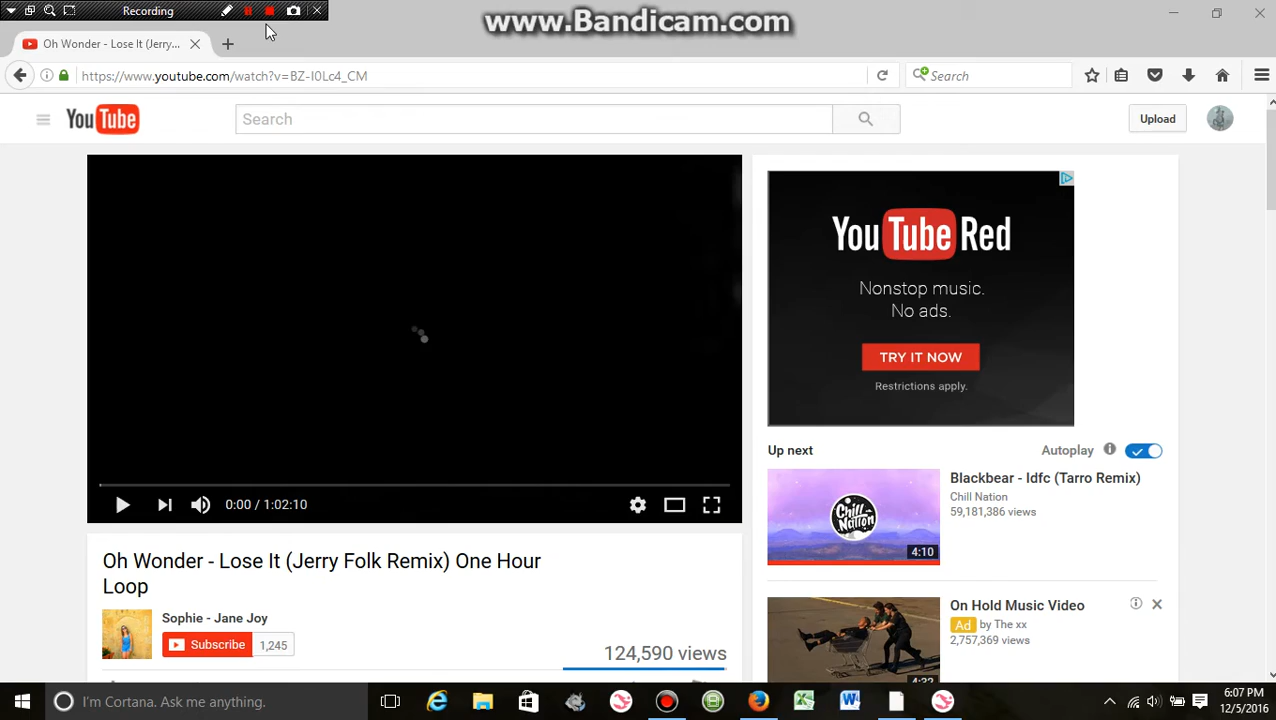 Recording
www.Bandicam.com
Oh Wonder - Lose It (Jerry...
https://www.youtube.com/watch?v=BZ-I0Lc4_CM
Search
YouTube
Search
Upload
YouTube Red
Nonstop music.
No ads.
TRY IT NOW
Restrictions apply.
Up next
Autoplay
Blackbear - Idfc (Tarro Remix)
Chill Nation
59,181,386 views
Chill Nation
4:10
0:00 / 1:02:10
Oh Wonder - Lose It (Jerry Folk Remix) One Hour
Loop
Sophie - Jane Joy
Subscribe
1,245
124,590 views
On Hold Music Video
Ad by The xx
2,757,369 views
4:32
I'm Cortana. Ask me anything.
6:07 PM
12/5/2016